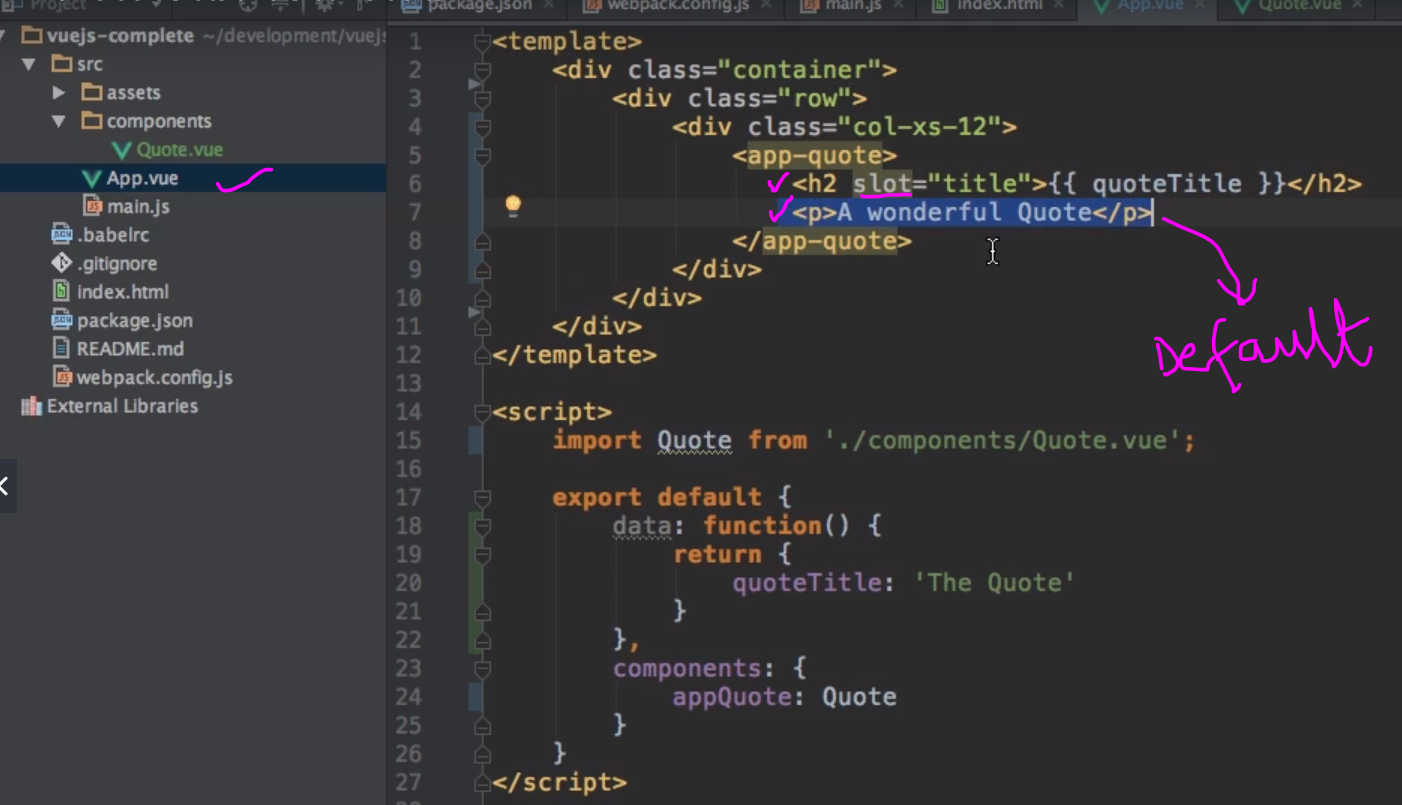 Project
package.json × webpack.config.js × main.js × index.html × App.vue × Quote.vue ×
vuejs-complete ~/development/vuejs
src
assets
components
Quote.vue
App.vue
main.js
.babelrc
.gitignore
index.html
package.json
README.md
webpack.config.js
External Libraries
1 <template>
2 <div class="container">
3 <div class="row">
4 <div class="col-xs-12">
5 <app-quote>
6 <h2 slot="title">{{ quoteTitle }}</h2>
7 <p>A wonderful Quote</p>
8 </app-quote>
9 </div>
10 </div>
11 </div>
12 </template>
13
14 <script>
15 import Quote from './components/Quote.vue';
16
17 export default {
18 data: function() {
19 return {
20 quoteTitle: 'The Quote'
21 }
22 },
23 components: {
24 appQuote: Quote
25 }
26 }
27 </script>
Default